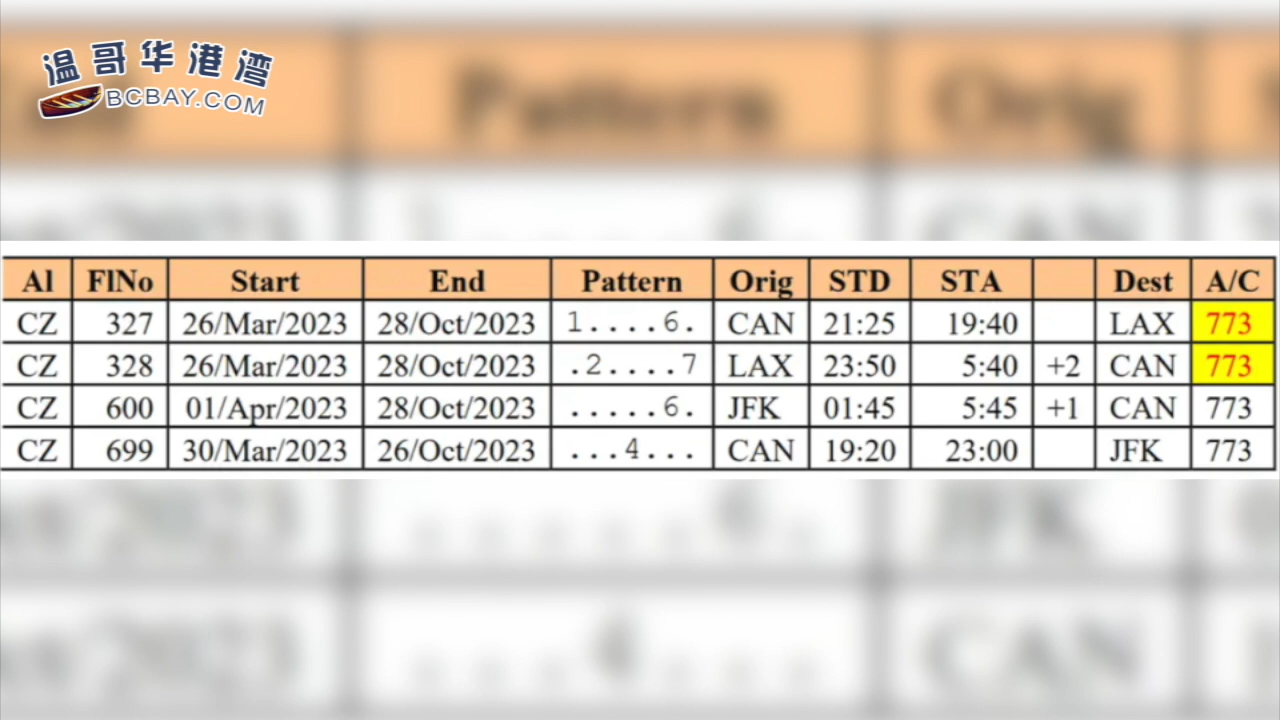 温哥华港湾
BCBAY.COM
Pattern Orig
Al FlNo Start End Pattern Orig STD STA Dest A/C
CZ 327 26/Mar/2023 28/Oct/2023 1....6. CAN 21:25 19:40 LAX 773
CZ 328 26/Mar/2023 28/Oct/2023 .2....7 LAX 23:50 5:40 +2 CAN 773
CZ 600 01/Apr/2023 28/Oct/2023 .....6. JFK 01:45 5:45 +1 CAN 773
CZ 699 30/Mar/2023 26/Oct/2023 ...4... CAN 19:20 23:00 JFK 773